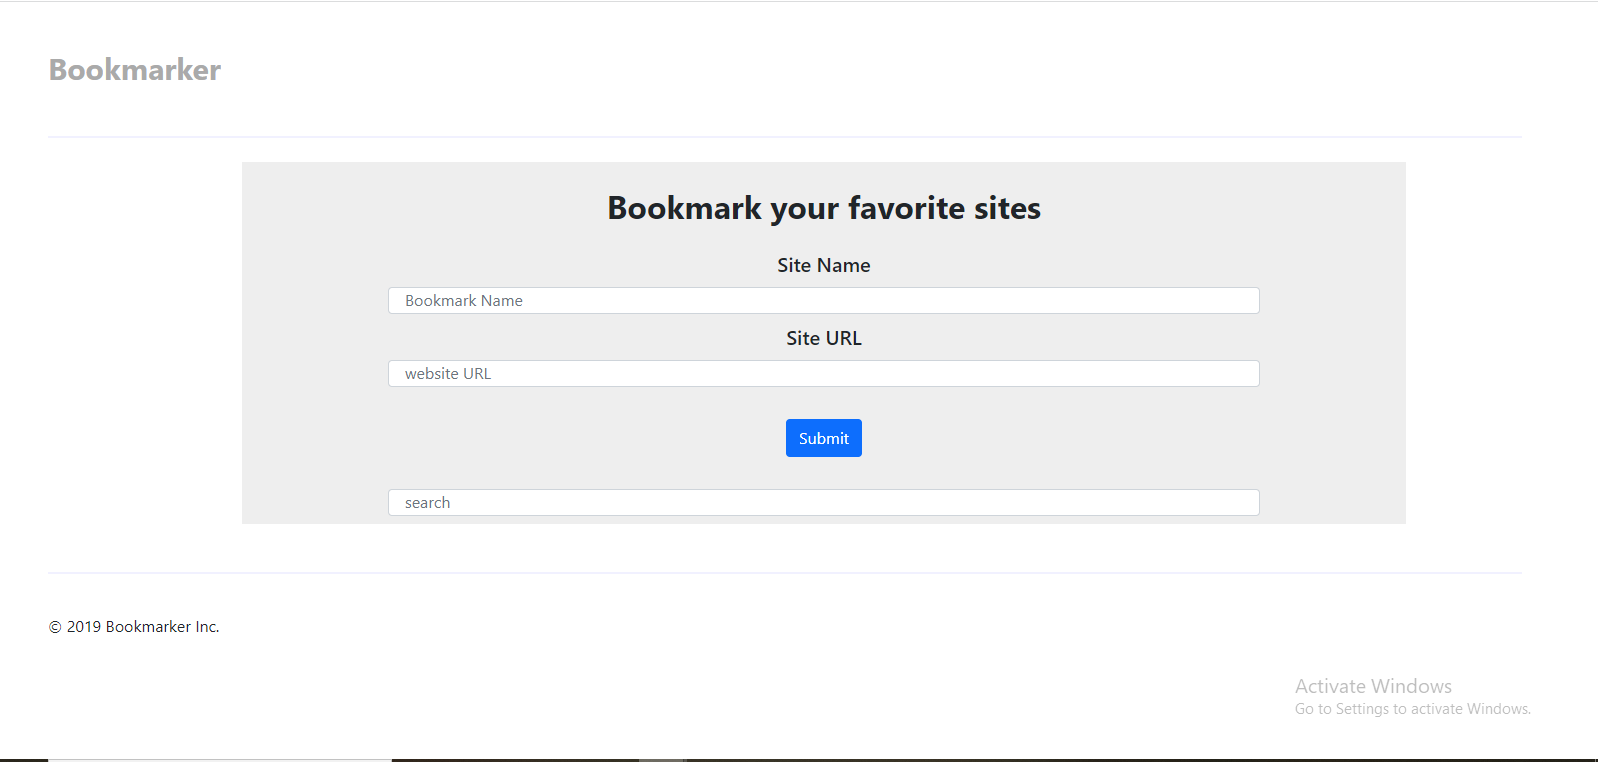 Bookmarker
Bookmark your favorite sites
Site Name
Bookmark Name
Site URL
website URL
Submit
search
© 2019 Bookmarker Inc.
Activate Windows
Go to Settings to activate Windows.